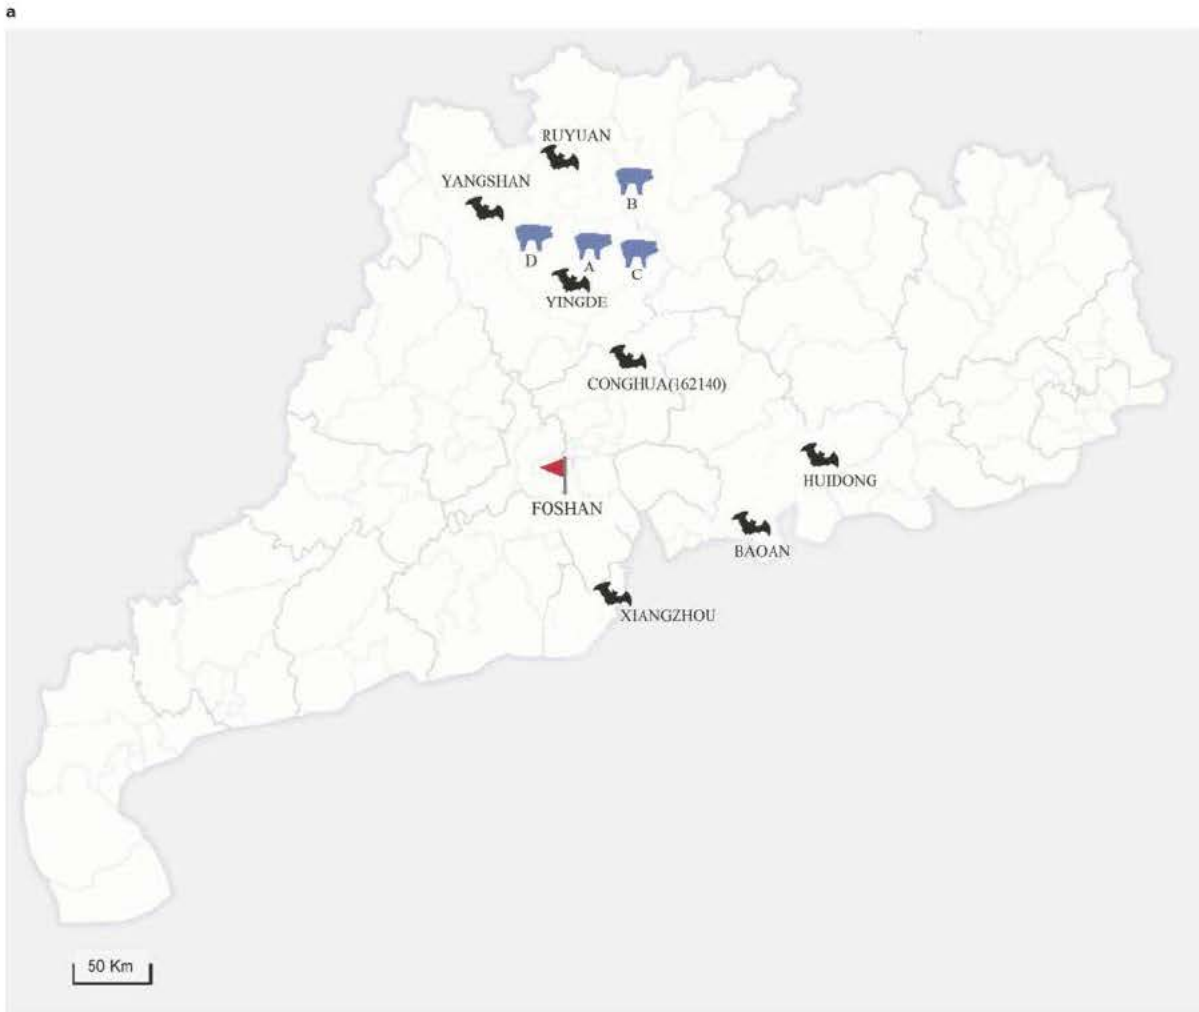 a
RUYUAN
YANGSHAN
B
D
A
C
YINGDE
CONGHUA(162140)
HUIDONG
FOSHAN
BAOAN
XIANGZHOU
50 Km